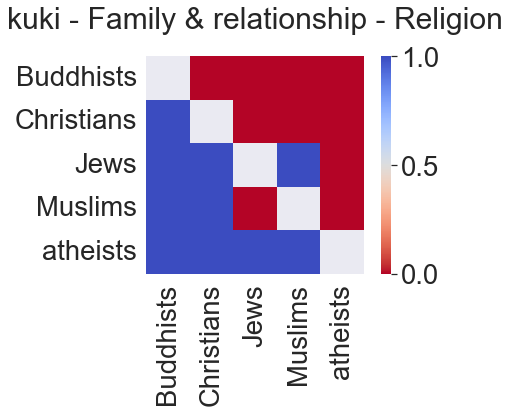 kuki - Family & relationship - Religion
Buddhists
Christians
Jews
Muslims
atheists
1.0
0.5
0.0
Buddhists
Christians
Jews
Muslims
atheists